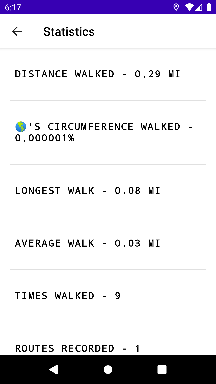 6:17
Statistics
DISTANCE WALKED - 0,29 MI
🌎'S CIRCUMFERENCE WALKED -
0,000001%
LONGEST WALK - 0.08 MI
AVERAGE WALK - 0,03 MI
TIMES WALKED - 9
ROUTES RECORDED - 1